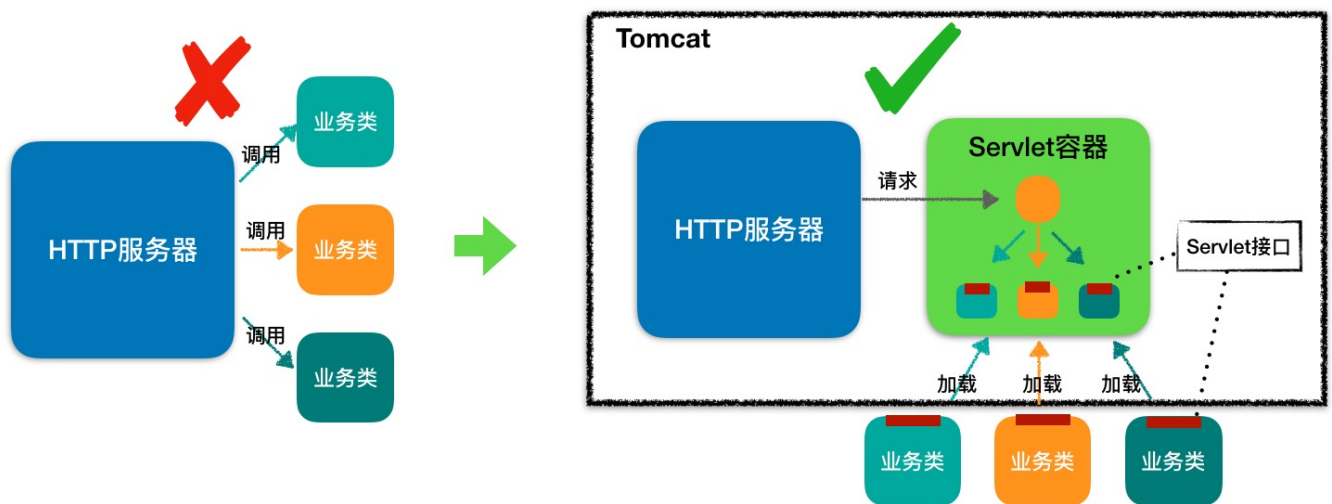 业务类
调用
HTTP服务器
调用
业务类
调用
业务类
Tomcat
HTTP服务器
请求
Servlet容器
Servlet接口
加载
加载
加载
业务类
业务类
业务类